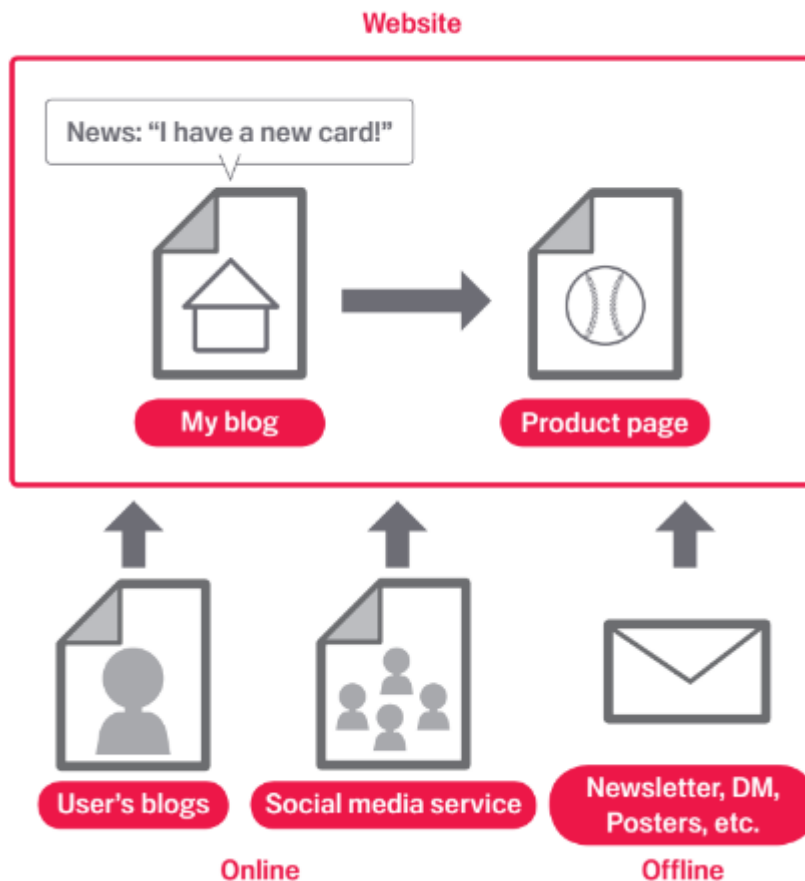 Website
News: “I have a new card!”
My blog
Product page
User’s blogs
Social media service
Newsletter, DM,
Posters, etc.
Online
Offline